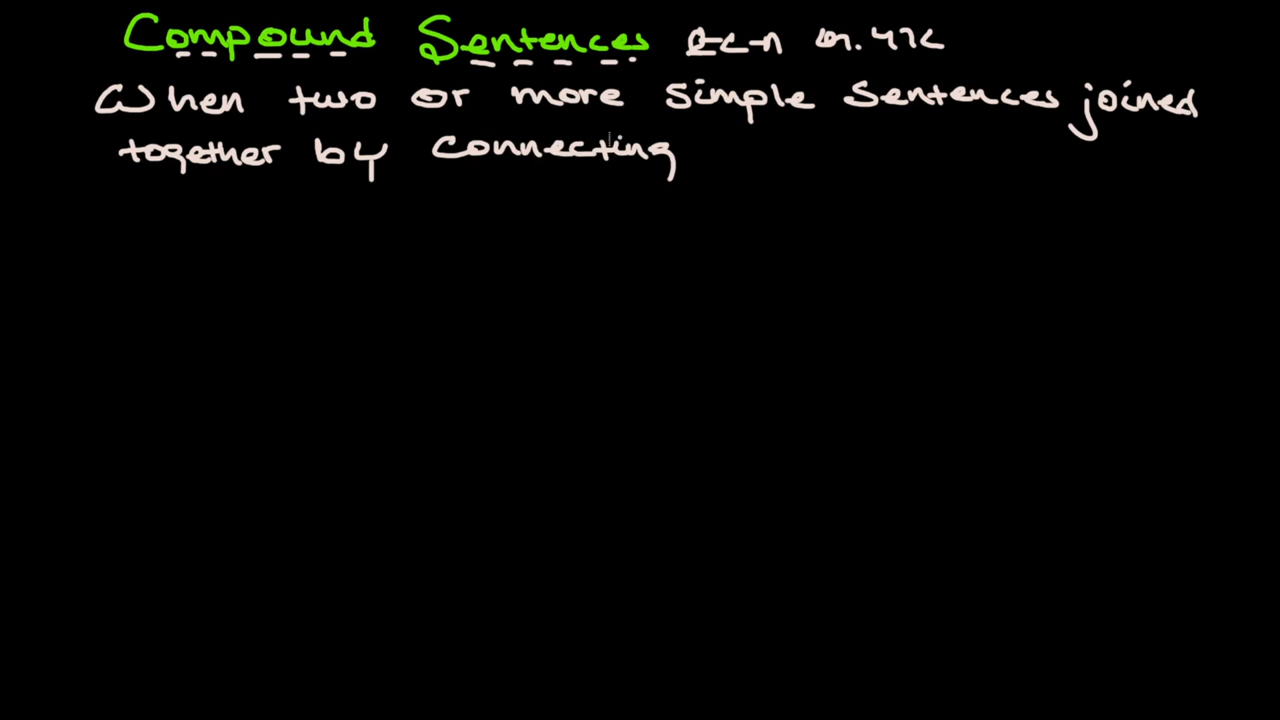 Compound Sentences
When two or more simple sentences joined
together by connecting